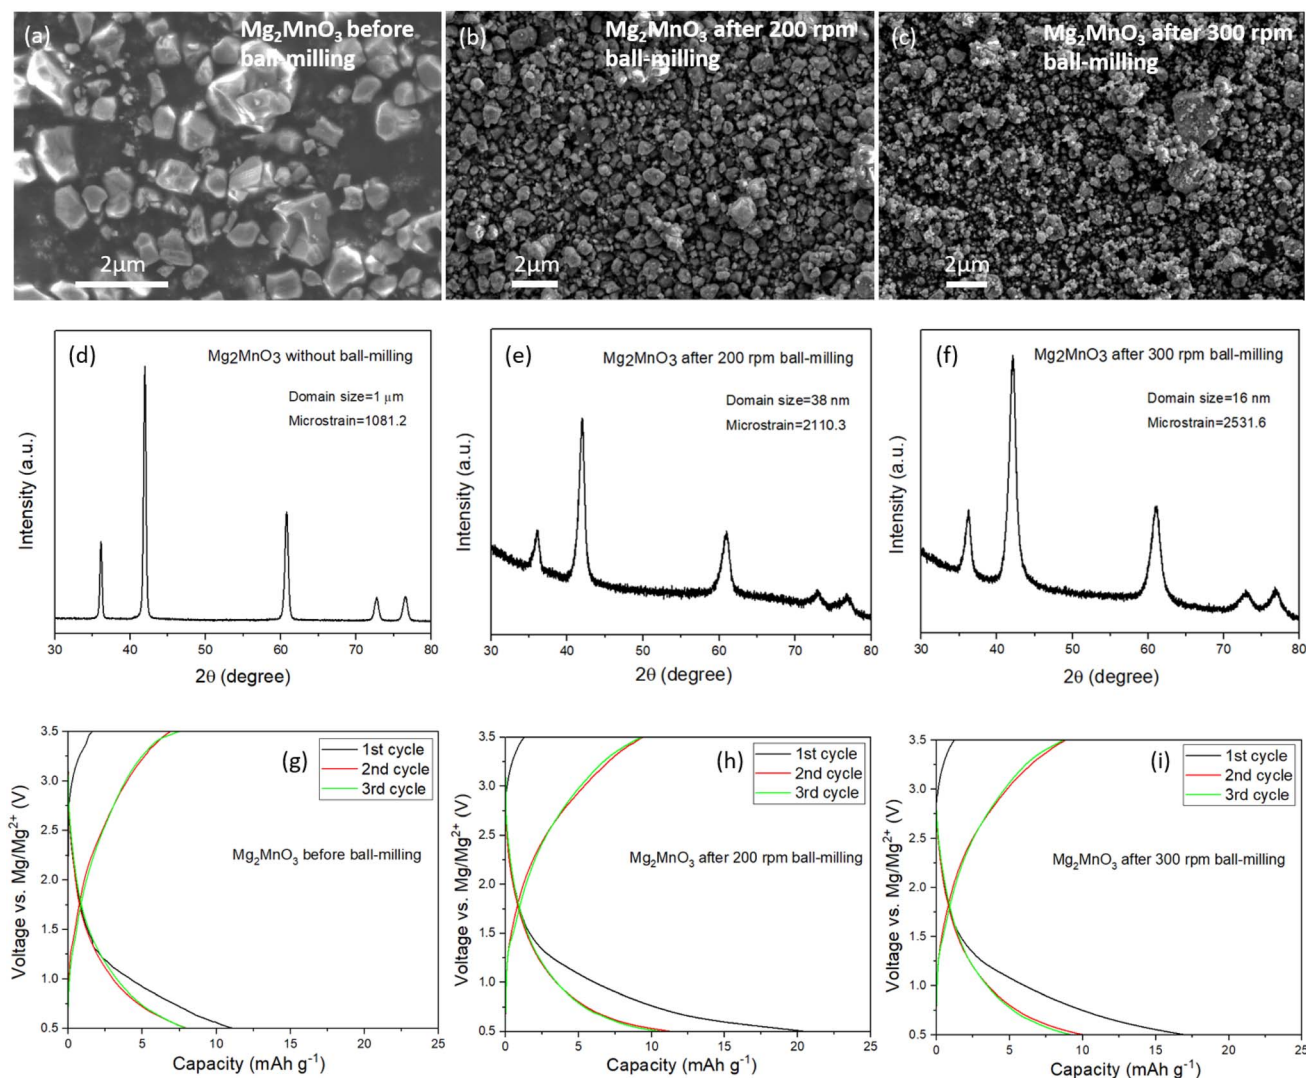 (a)
Mg₂MnO₃ before
ball-milling
2μm
(b)
Mg₂MnO₃ after 200 rpm
ball-milling
2μm
(c)
Mg₂MnO₃ after 300 rpm
ball-milling
2μm
(d)
Mg₂MnO₃ without ball-milling
Domain size=1 μm
Microstrain=1081.2
Intensity (a.u.)
30 40 50 60 70 80
2θ (degree)
(e)
Mg₂MnO₃ after 200 rpm ball-milling
Domain size=38 nm
Microstrain=2110.3
Intensity (a.u.)
30 40 50 60 70 80
2θ (degree)
(f)
Mg₂MnO₃ after 300 rpm ball-milling
Domain size=16 nm
Microstrain=2531.6
Intensity (a.u.)
30 40 50 60 70 80
2θ (degree)
(g)
1st cycle
2nd cycle
3rd cycle
Mg₂MnO₃ before ball-milling
Voltage vs. Mg/Mg²⁺ (V)
3.5
3.0
2.5
2.0
1.5
1.0
0.5
0 5 10 15 20 25
Capacity (mAh g⁻¹)
(h)
1st cycle
2nd cycle
3rd cycle
Mg₂MnO₃ after 200 rpm ball-milling
Voltage vs. Mg/Mg²⁺ (V)
3.5
3.0
2.5
2.0
1.5
1.0
0.5
0 5 10 15 20 25
Capacity (mAh g⁻¹)
(i)
1st cycle
2nd cycle
3rd cycle
Mg₂MnO₃ after 300 rpm ball-milling
Voltage vs. Mg/Mg²⁺ (V)
3.5
3.0
2.5
2.0
1.5
1.0
0.5
0 5 10 15 20 25
Capacity (mAh g⁻¹)